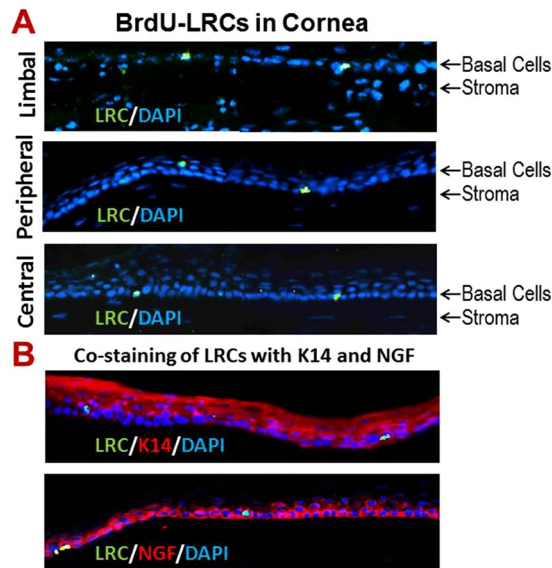 A
BrdU-LRCs in Cornea
Limbal
←Basal Cells
←Stroma
LRC/DAPI
Peripheral
←Basal Cells
←Stroma
LRC/DAPI
Central
←Basal Cells
←Stroma
LRC/DAPI
B
Co-staining of LRCs with K14 and NGF
LRC/K14/DAPI
LRC/NGF/DAPI